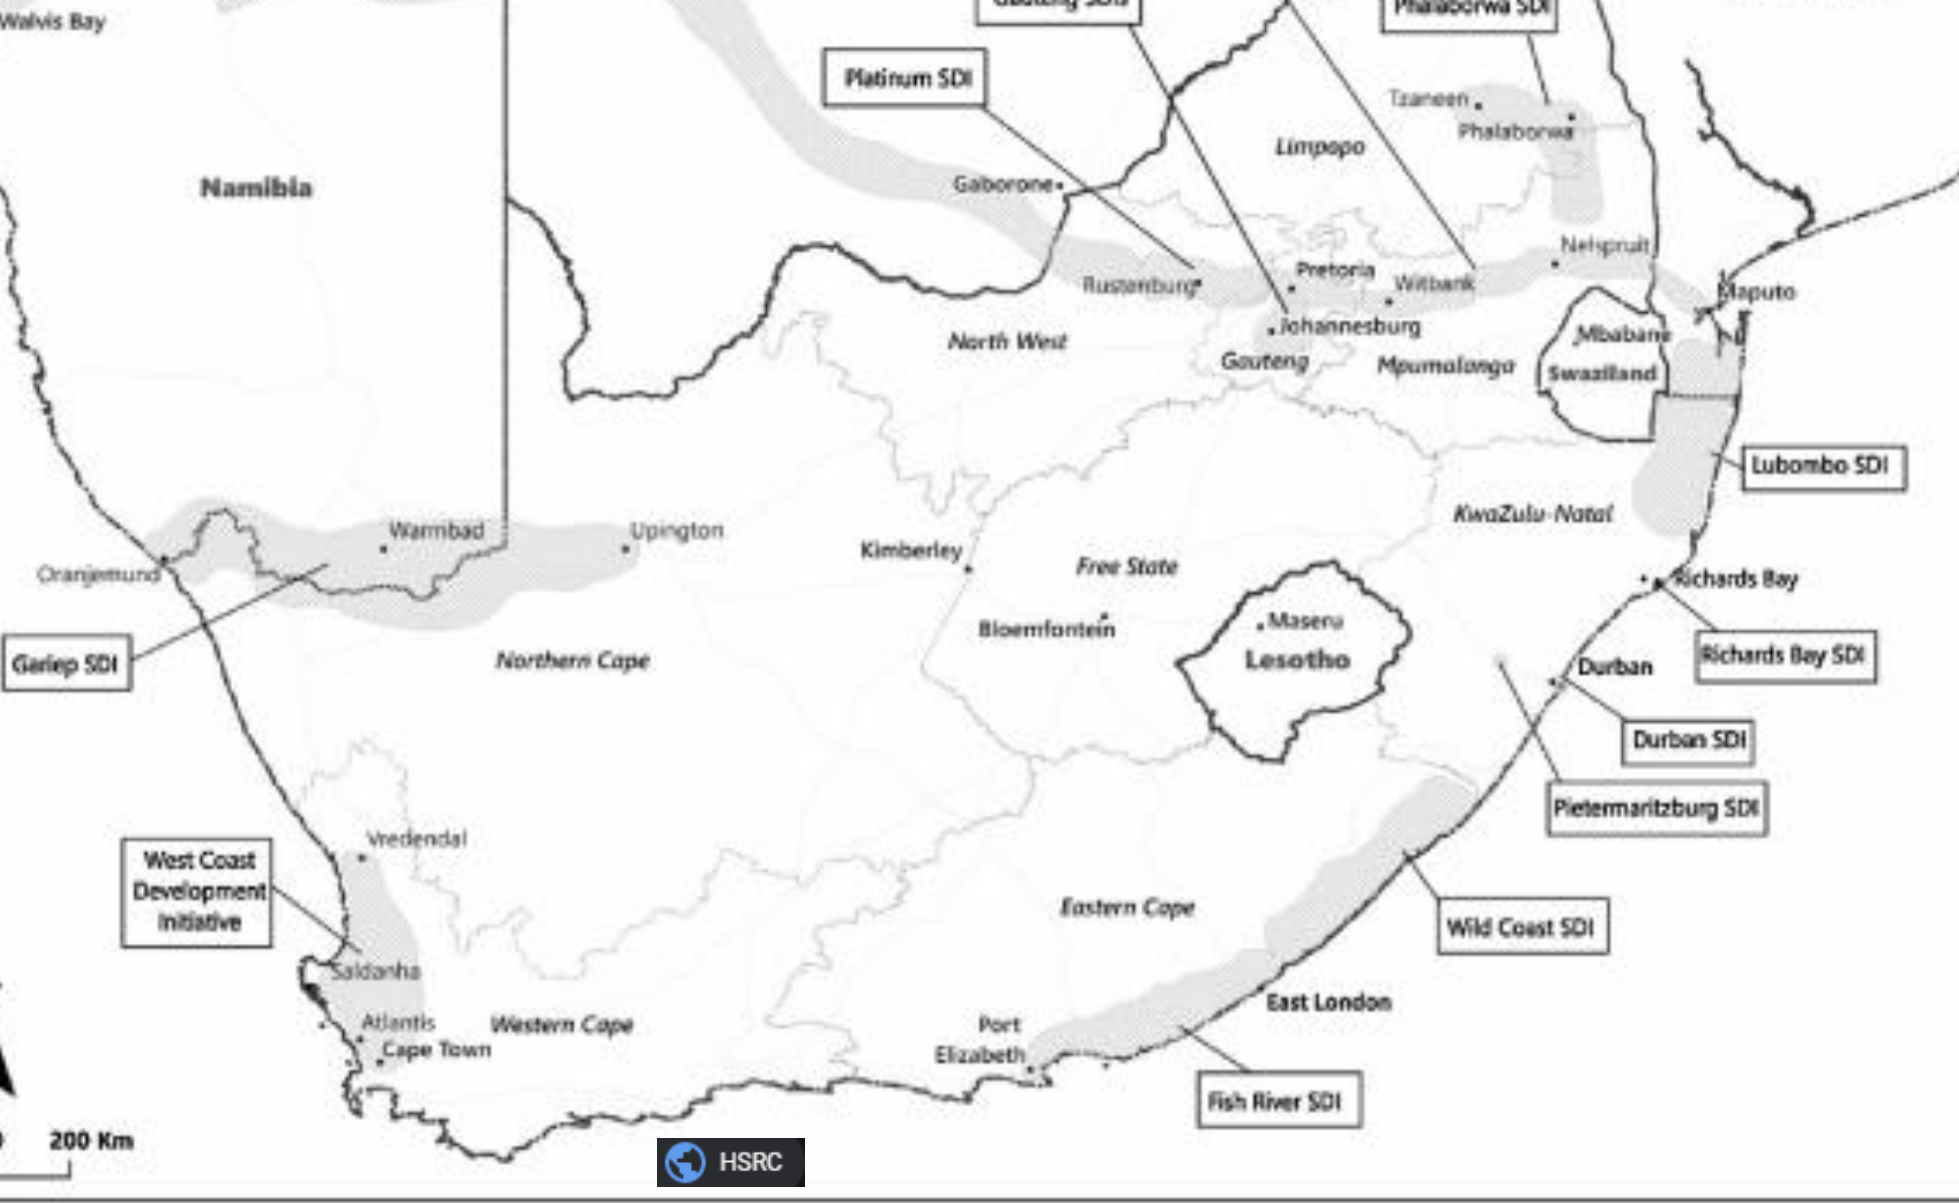 Walvis Bay
Gauteng SDIs
Phalaborwa SDI
Platinum SDI
Tzaneen
Phalaborwa
Limpopo
Namibia
Gaborone
Nelspruit
Pretoria
Rustenburg
Witbank
Maputo
Johannesburg
Mbabane
North West
Gauteng
Mpumalanga
Swaziland
Lubombo SDI
KwaZulu-Natal
Warmbad
Upington
Kimberley
Free State
Oranjemund
Richards Bay
Maseru
Bloemfontein
Lesotho
Gariep SDI
Northern Cape
Richards Bay SDI
Durban
Durban SDI
Pietermaritzburg SDI
Vredendal
West Coast
Development
Initiative
Eastern Cape
Wild Coast SDI
Saldanha
East London
Atlantis
Western Cape
Port
Elizabeth
Cape Town
Fish River SDI
200 Km
HSRC